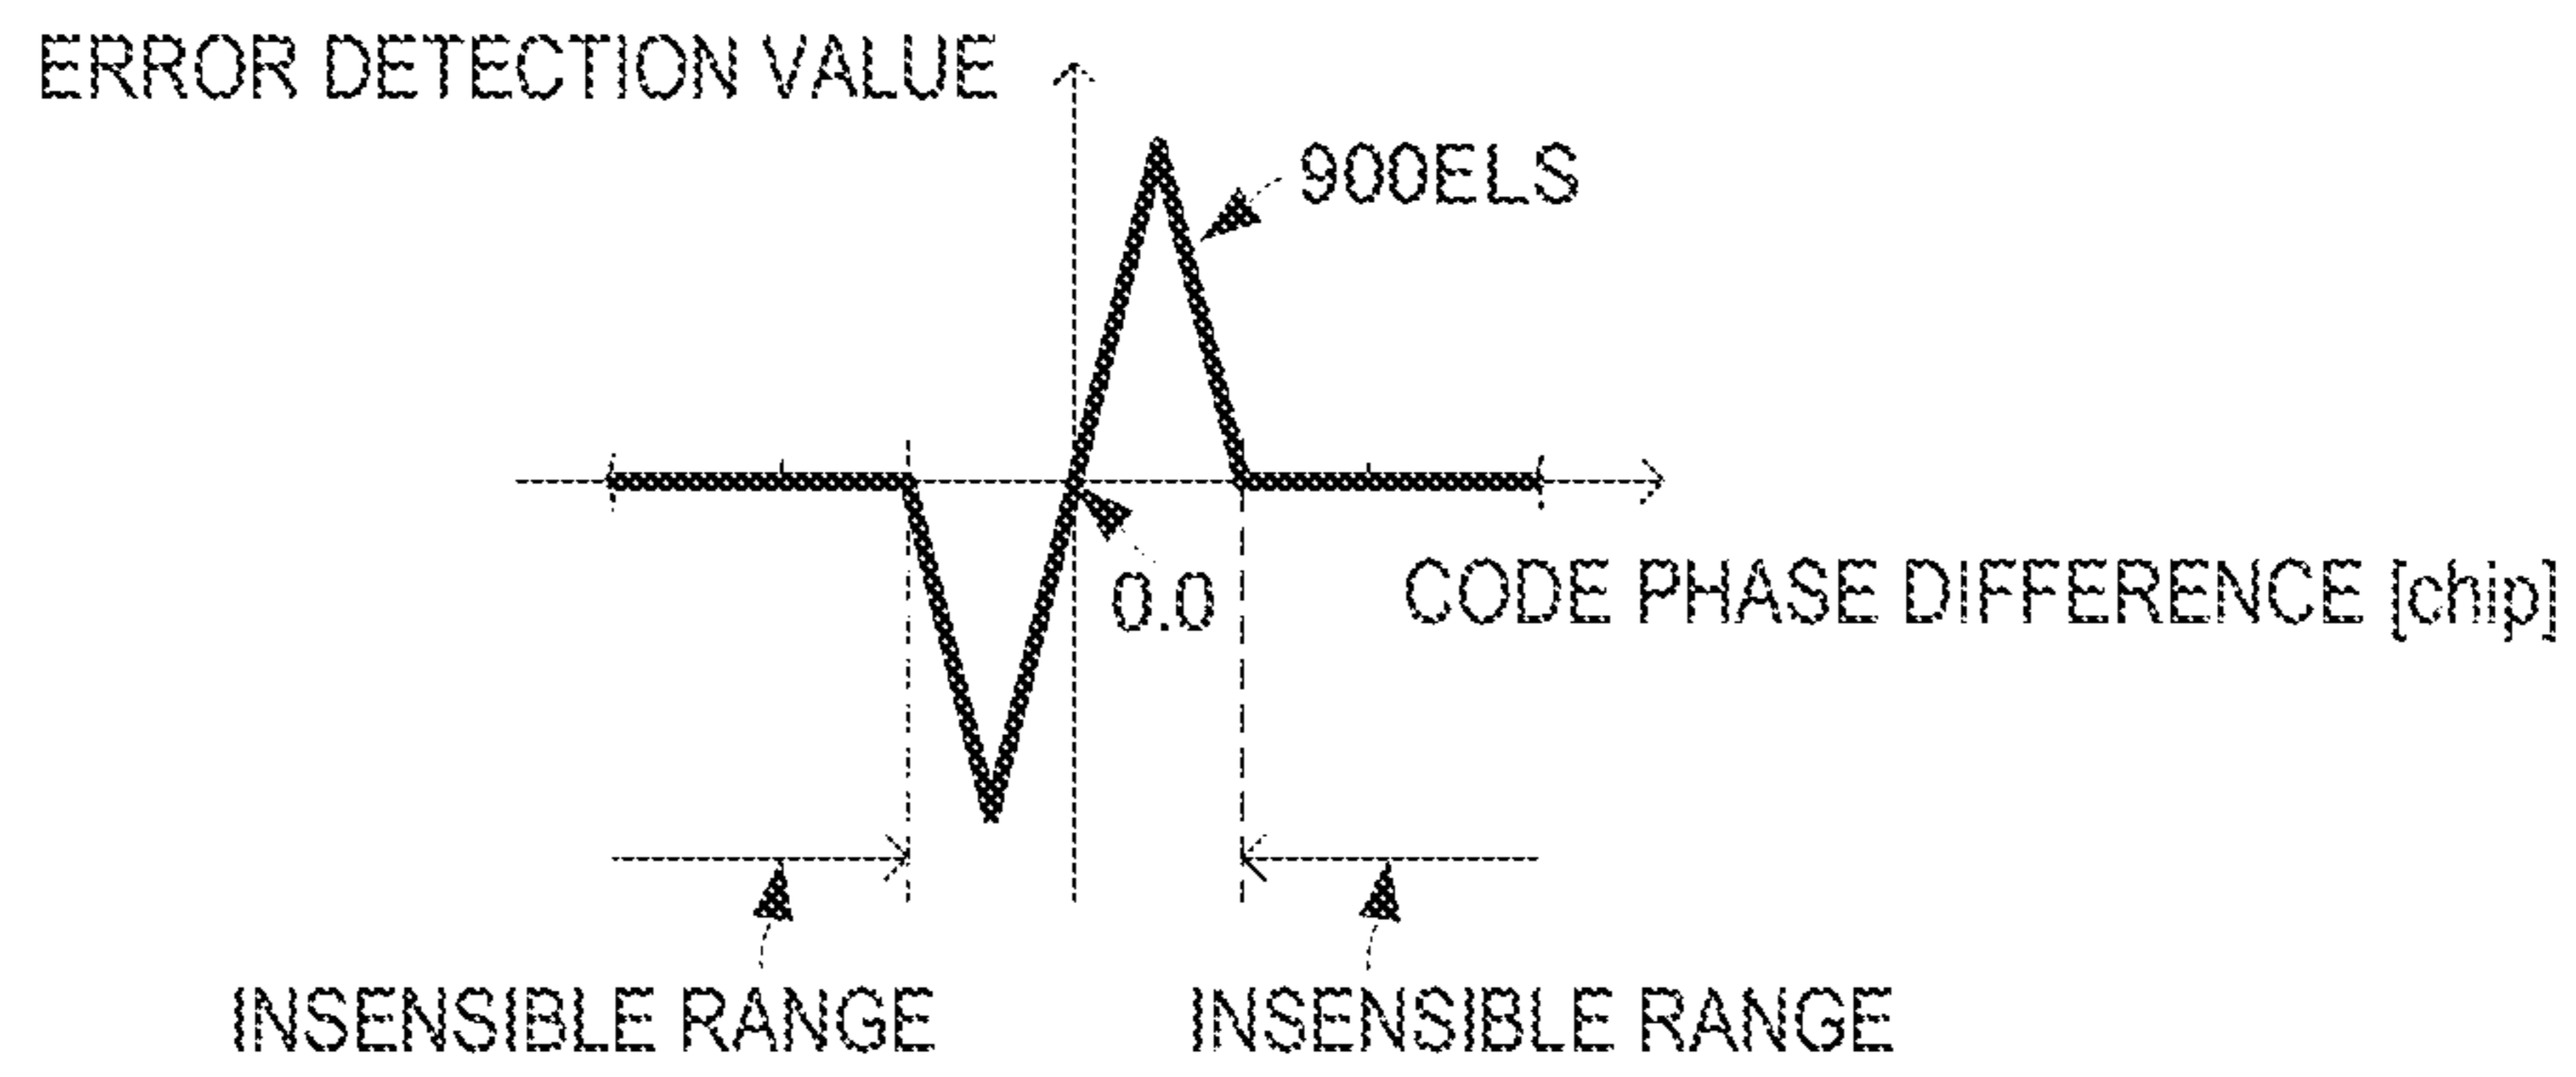 ERROR DETECTION VALUE
900ELS
0.0
CODE PHASE DIFFERENCE [chip]
INSENSIBLE RANGE
INSENSIBLE RANGE